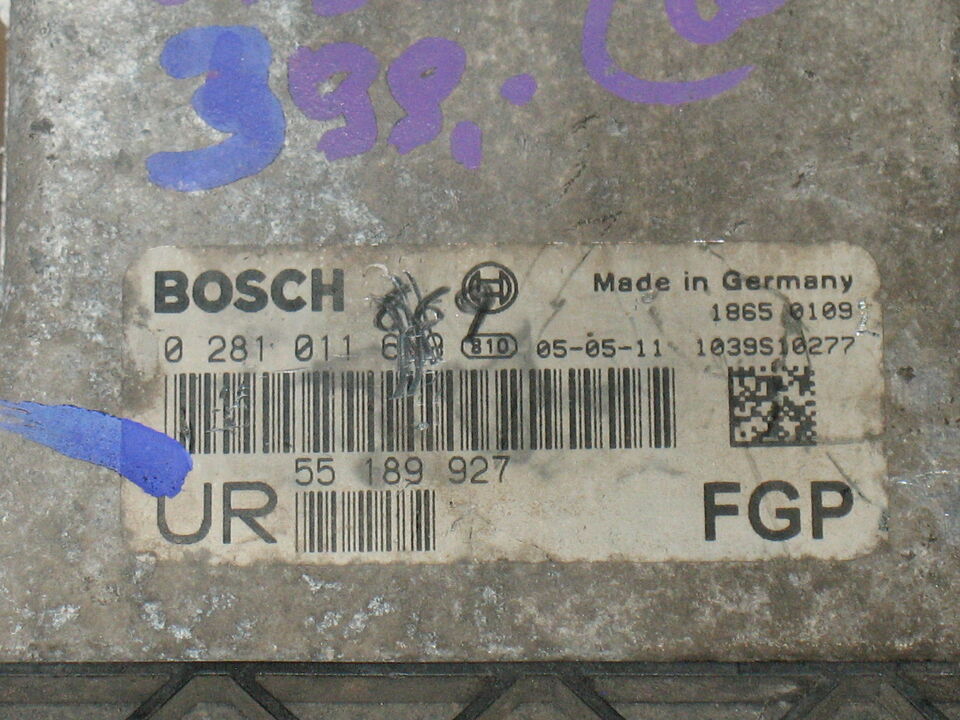 399.
BOSCH
Made in Germany
1865 0109
0 281 011
810 05-05-11 1039S10277
55 189 927
UR
FGP